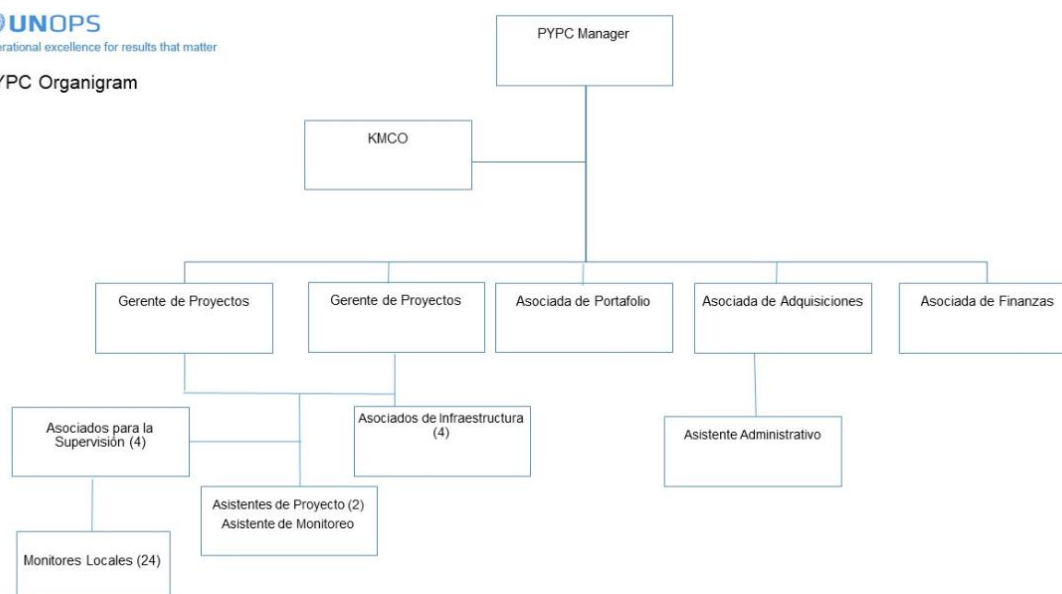 UNOPS
erational excellence for results that matter
YPC Organigram
PYPC Manager
KMCO
Gerente de Proyectos
Gerente de Proyectos
Asociada de Portafolio
Asociada de Adquisiciones
Asociada de Finanzas
Asociados para la
Supervisión (4)
Asociados de Infraestructura
(4)
Asistente Administrativo
Asistentes de Proyecto (2)
Asistente de Monitoreo
Monitores Locales (24)